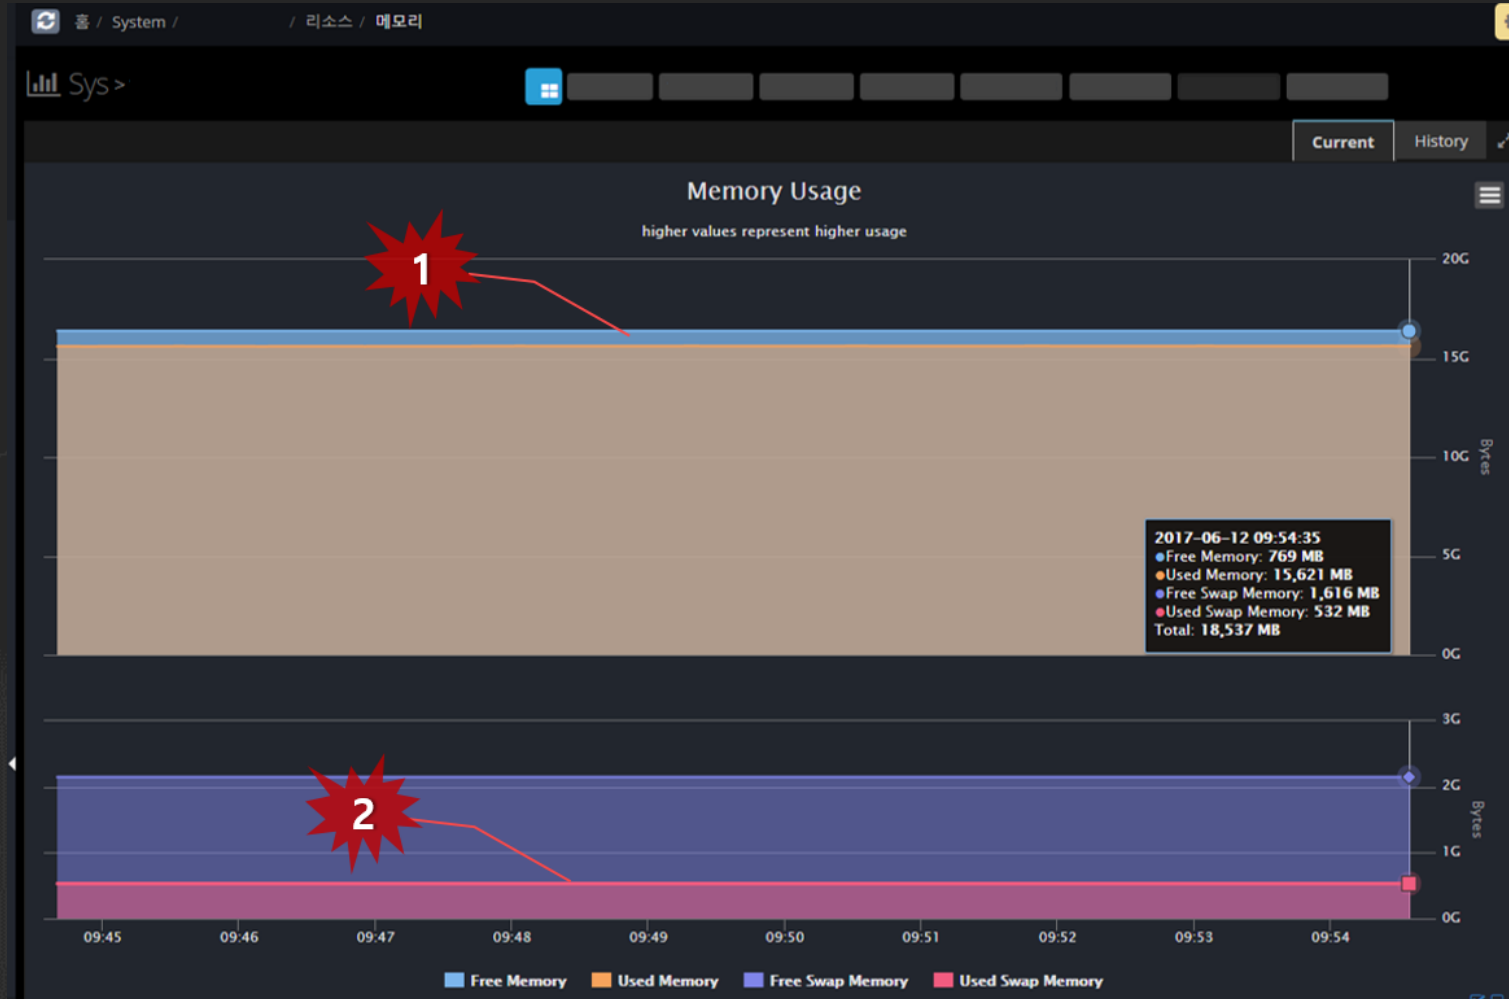 홈 / System / / 리소스 / 메모리
Sys >
Current History
Memory Usage
higher values represent higher usage
1
20G
15G
10G
5G
0G
Bytes
2017-06-12 09:54:35
Free Memory: 769 MB
Used Memory: 15,621 MB
Free Swap Memory: 1,616 MB
Used Swap Memory: 532 MB
Total: 18,537 MB
2
3G
2G
1G
0G
Bytes
09:45 09:46 09:47 09:48 09:49 09:50 09:51 09:52 09:53 09:54
Free Memory Used Memory Free Swap Memory Used Swap Memory